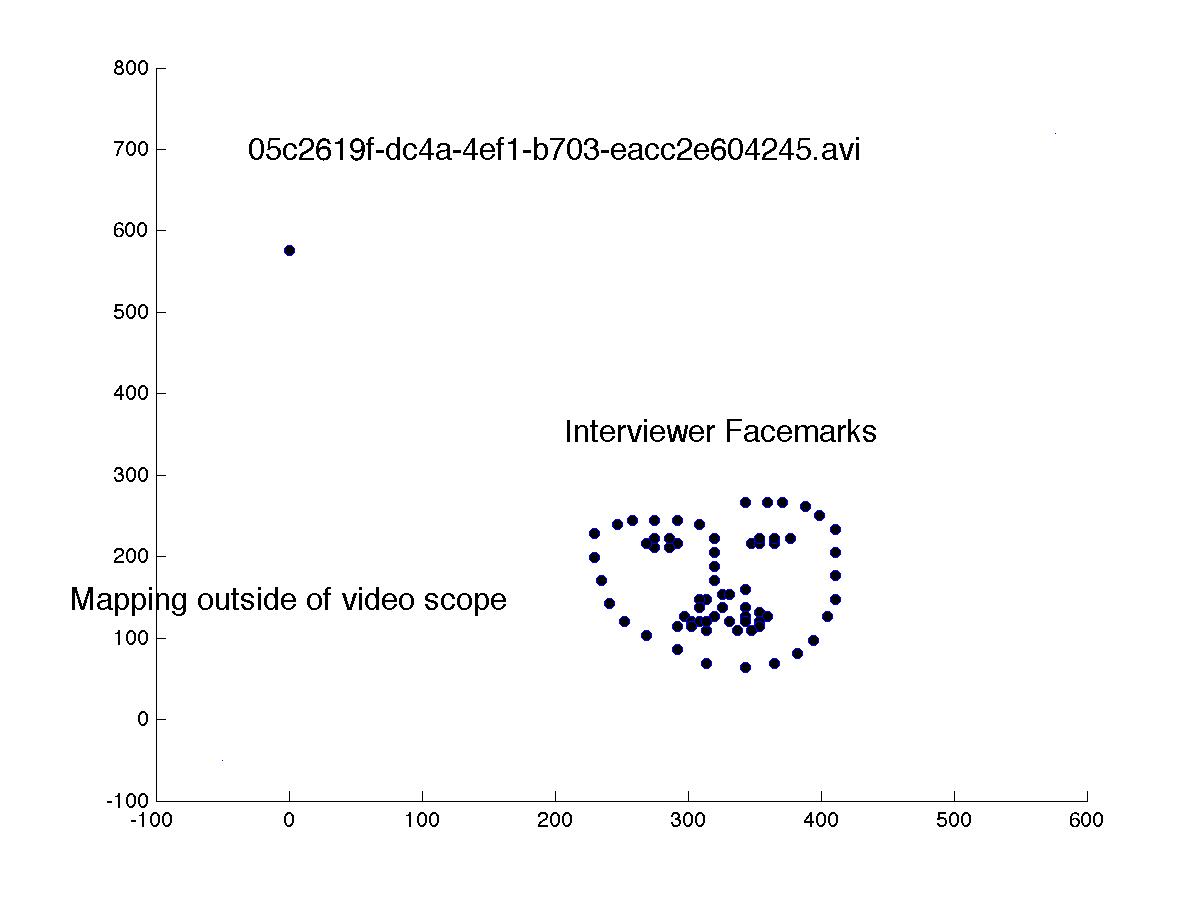 800
700
05c2619f-dc4a-4ef1-b703-eacc2e604245.avi
600
500
400
Interviewer Facemarks
300
200
Mapping outside of video scope
100
0
-100
-100 0 100 200 300 400 500 600